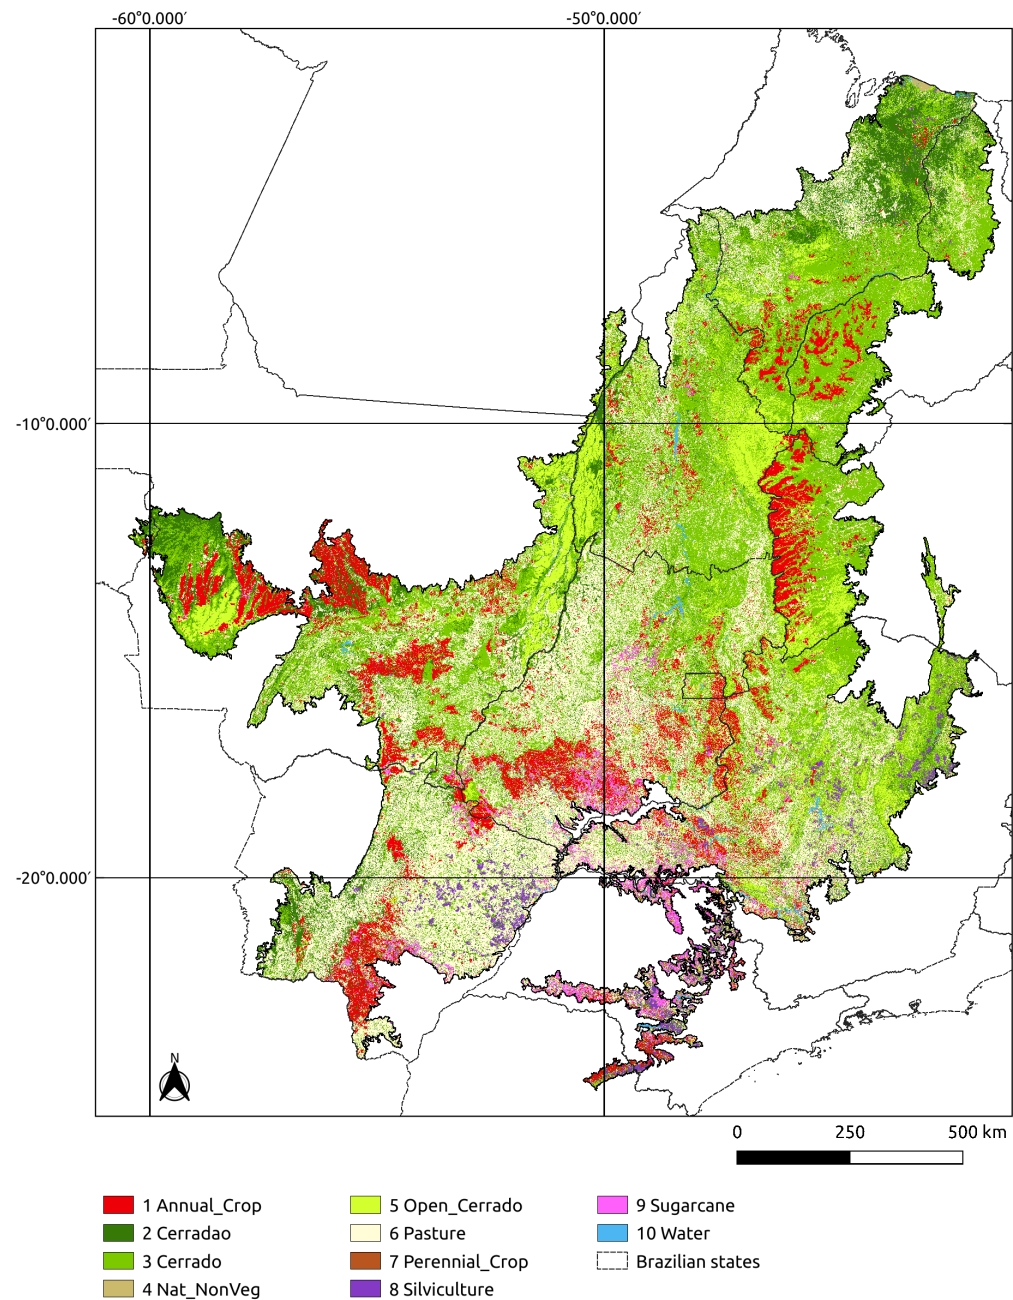 -60°0.000′ -50°0.000′
-10°0.000′
-20°0.000′
N
0 250 500 km
1 Annual_Crop 5 Open_Cerrado 9 Sugarcane
2 Cerradao 6 Pasture 10 Water
3 Cerrado 7 Perennial_Crop Brazilian states
4 Nat_NonVeg 8 Silviculture